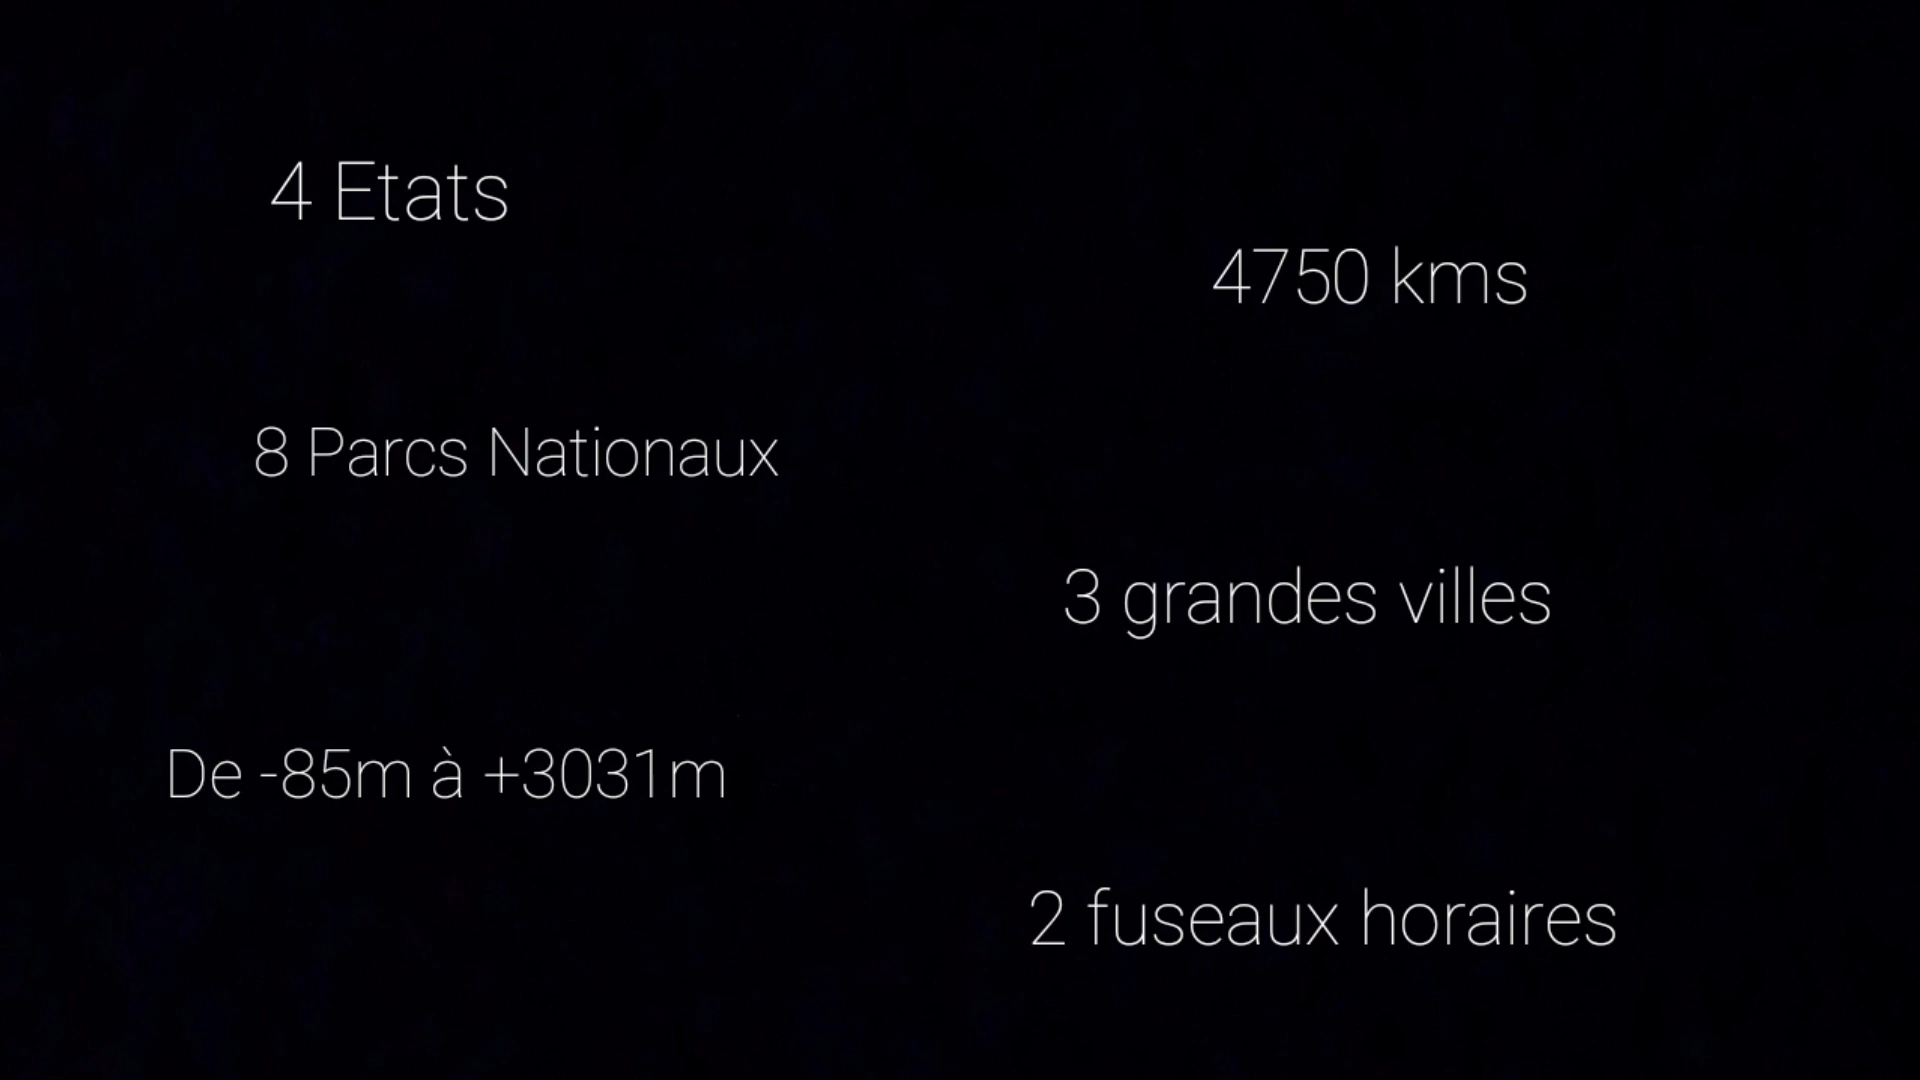 4 Etats
4750 kms
8 Parcs Nationaux
3 grandes villes
De -85m à +3031m
2 fuseaux horaires